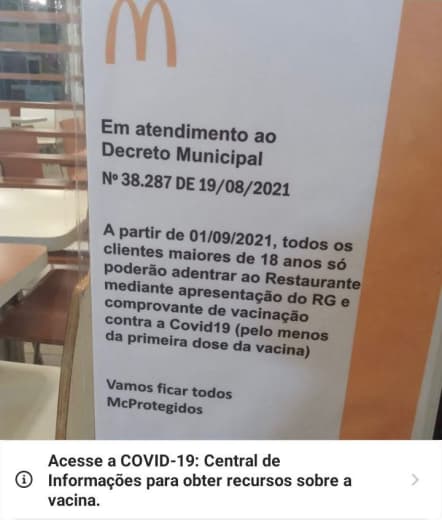 Em atendimento ao
Decreto Municipal
Nº 38.287 DE 19/08/2021
A partir de 01/09/2021, todos os
clientes maiores de 18 anos só
poderão adentrar ao Restaurante
mediante apresentação do RG e
comprovante de vacinação
contra a Covid19 (pelo menos
da primeira dose da vacina)
Vamos ficar todos
McProtegidos
Acesse a COVID-19: Central de
Informações para obter recursos sobre a
vacina.